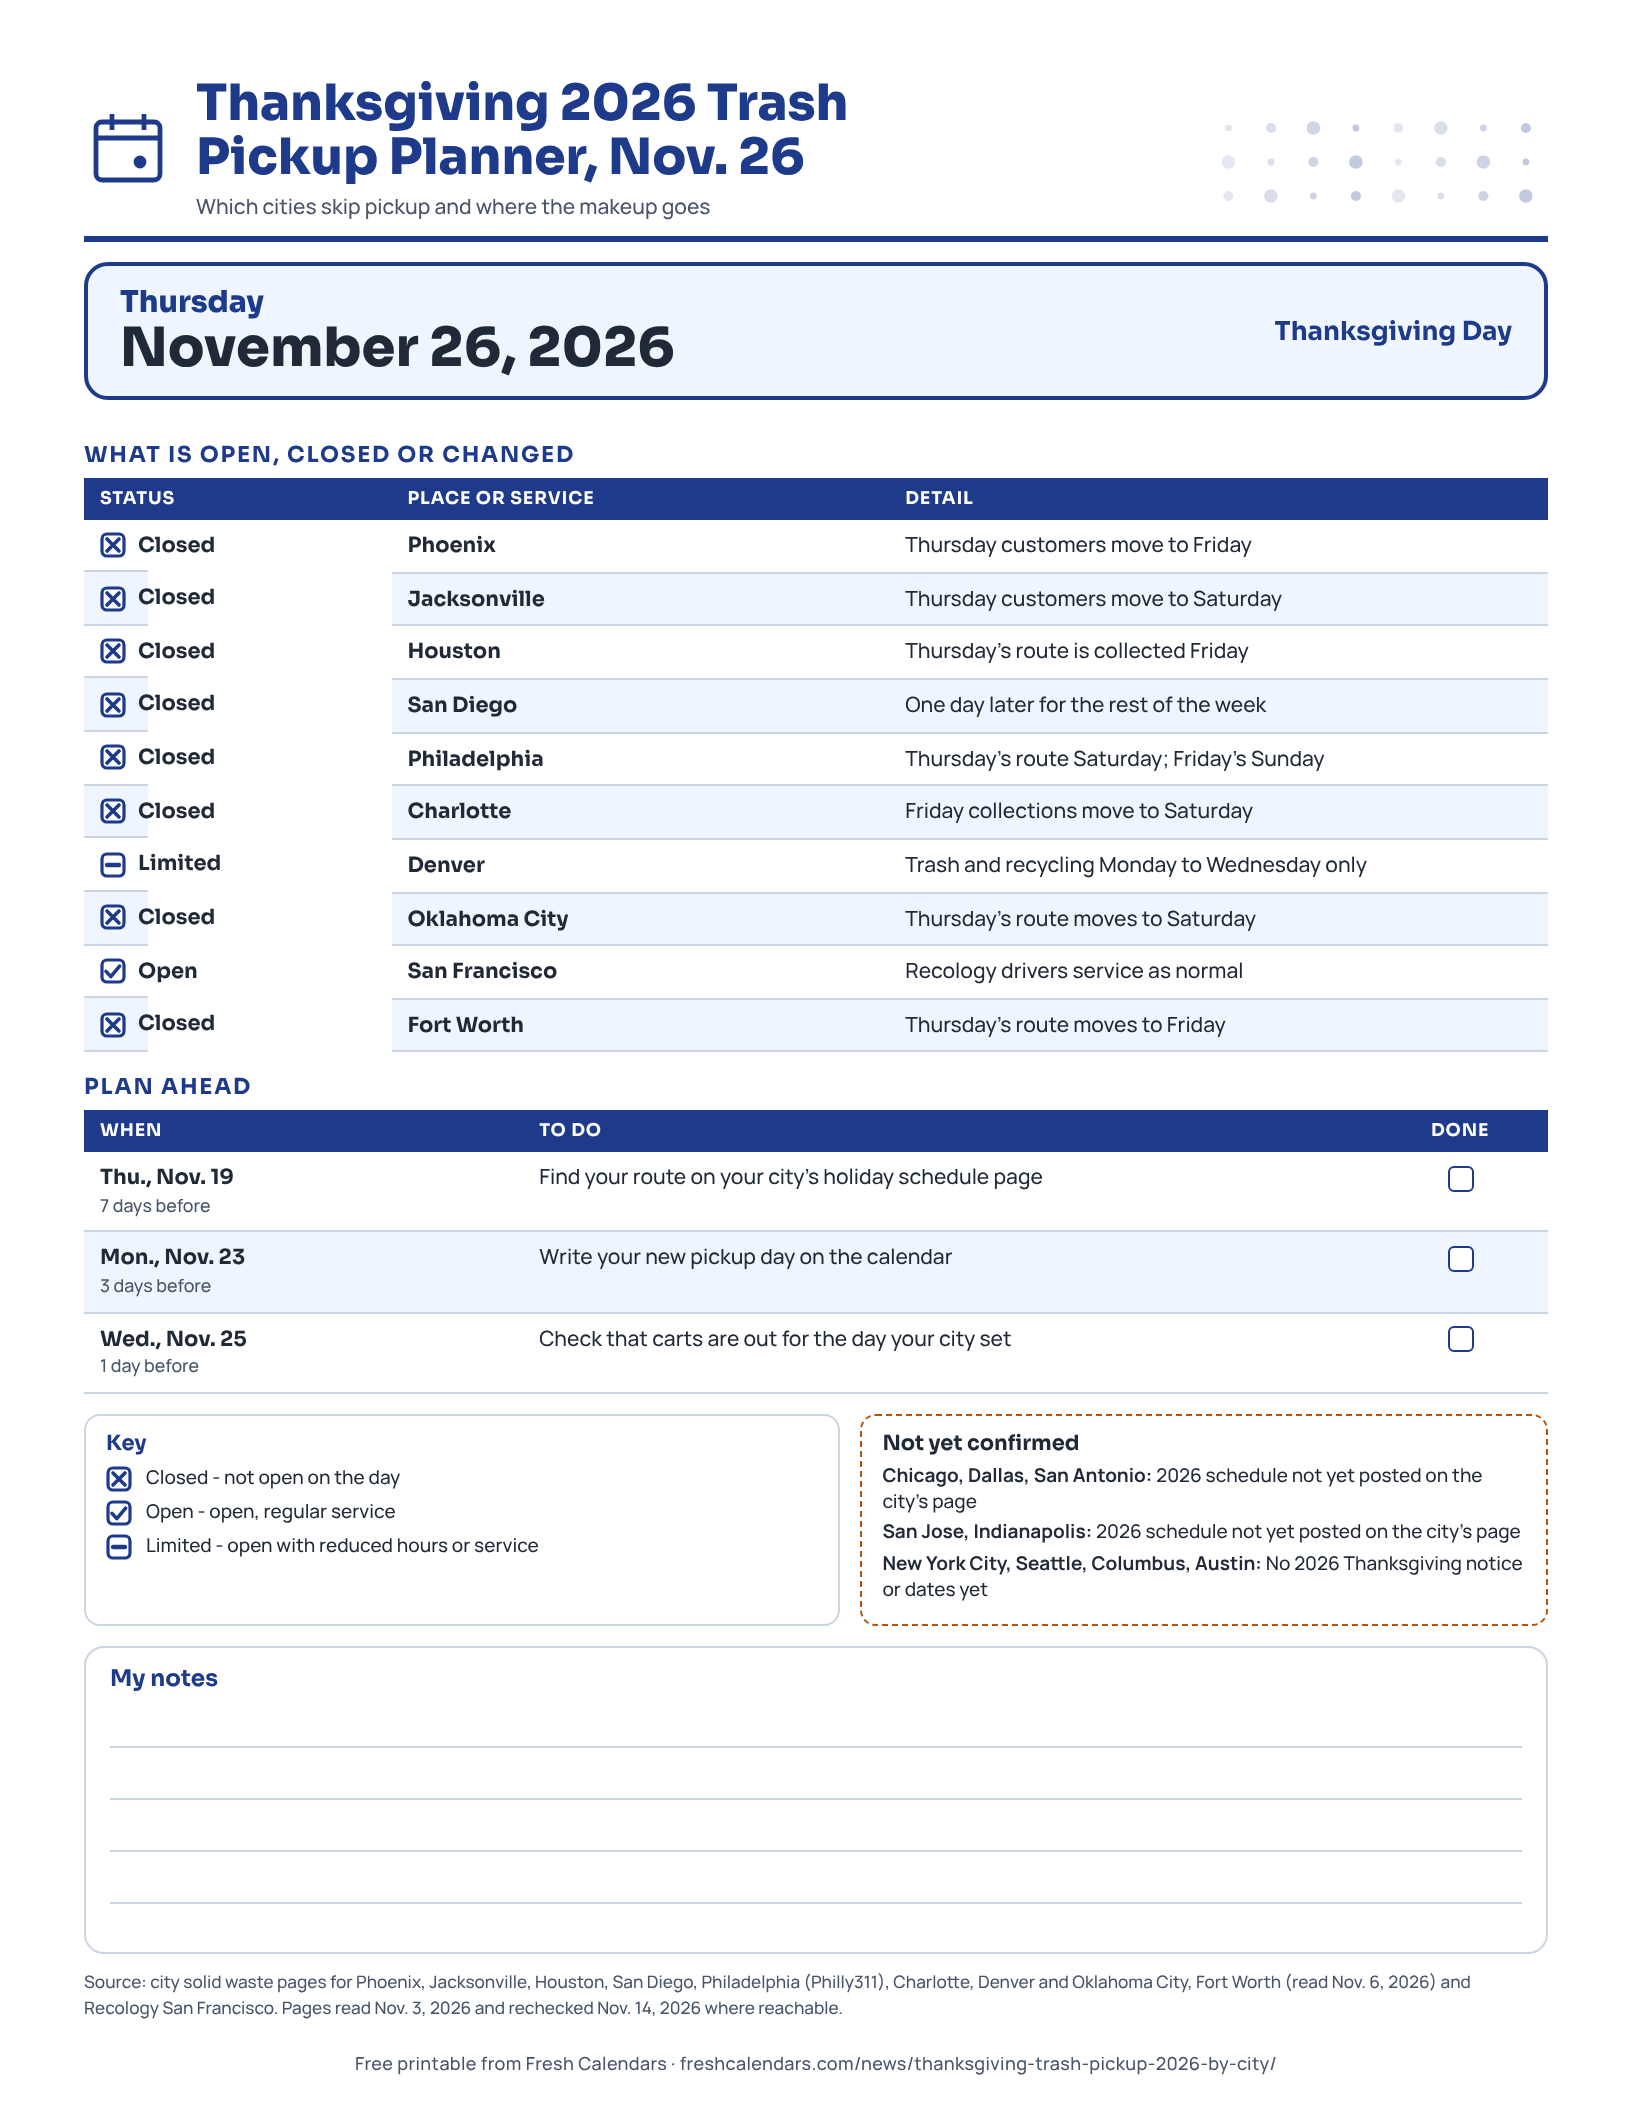 Thanksgiving 2026 Trash
Pickup Planner, Nov. 26
Which cities skip pickup and where the makeup goes
Thursday
November 26, 2026
Thanksgiving Day
WHAT IS OPEN, CLOSED OR CHANGED
STATUS PLACE OR SERVICE DETAIL
Closed Phoenix Thursday customers move to Friday
Closed Jacksonville Thursday customers move to Saturday
Closed Houston Thursday’s route is collected Friday
Closed San Diego One day later for the rest of the week
Closed Philadelphia Thursday’s route Saturday; Friday’s Sunday
Closed Charlotte Friday collections move to Saturday
Limited Denver Trash and recycling Monday to Wednesday only
Closed Oklahoma City Thursday’s route moves to Saturday
Open San Francisco Recology drivers service as normal
Closed Fort Worth Thursday’s route moves to Friday
PLAN AHEAD
WHEN TO DO DONE
Thu., Nov. 19 Find your route on your city’s holiday schedule page
7 days before
Mon., Nov. 23 Write your new pickup day on the calendar
3 days before
Wed., Nov. 25 Check that carts are out for the day your city set
1 day before
Key
Closed - not open on the day
Open - open, regular service
Limited - open with reduced hours or service
Not yet confirmed
Chicago, Dallas, San Antonio: 2026 schedule not yet posted on the
city’s page
San Jose, Indianapolis: 2026 schedule not yet posted on the city’s page
New York City, Seattle, Columbus, Austin: No 2026 Thanksgiving notice
or dates yet
My notes
Source: city solid waste pages for Phoenix, Jacksonville, Houston, San Diego, Philadelphia (Philly311), Charlotte, Denver and Oklahoma City, Fort Worth (read Nov. 6, 2026) and
Recology San Francisco. Pages read Nov. 3, 2026 and rechecked Nov. 14, 2026 where reachable.
Free printable from Fresh Calendars · freshcalendars.com/news/thanksgiving-trash-pickup-2026-by-city/